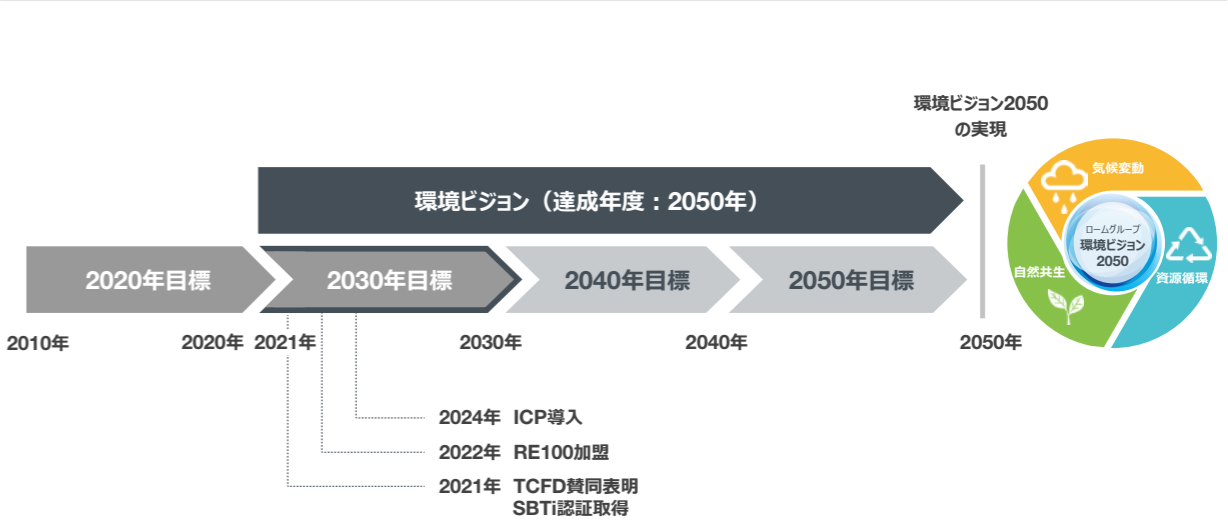 環境ビジョン2050
の実現
環境ビジョン（達成年度：2050年）
気候変動
ロームグループ
環境ビジョン
2050
自然共生
資源循環
2020年目標
2030年目標
2040年目標
2050年目標
2010年
2020年
2021年
2030年
2040年
2050年
2024年 ICP導入
2022年 RE100加盟
2021年 TCFD賛同表明
SBTi認証取得